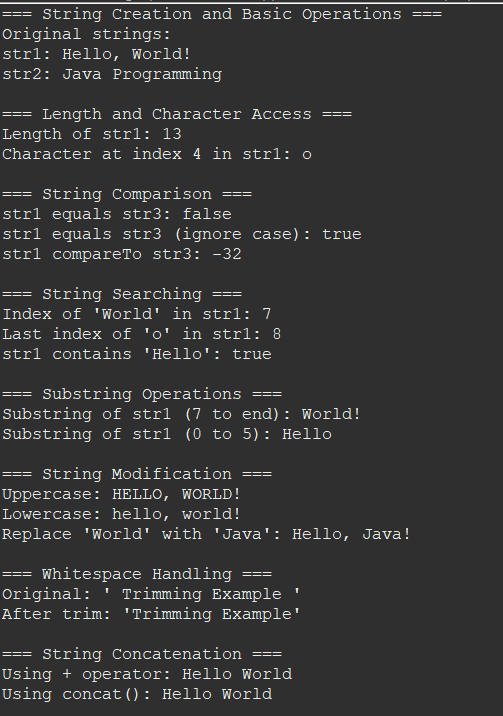 === String Creation and Basic Operations ===
Original strings:
str1: Hello, World!
str2: Java Programming
=== Length and Character Access ===
Length of str1: 13
Character at index 4 in str1: o
=== String Comparison ===
str1 equals str3: false
str1 equals str3 (ignore case): true
str1 compareTo str3: -32
=== String Searching ===
Index of 'World' in str1: 7
Last index of 'o' in str1: 8
str1 contains 'Hello': true
=== Substring Operations ===
Substring of str1 (7 to end): World!
Substring of str1 (0 to 5): Hello
=== String Modification ===
Uppercase: HELLO, WORLD!
Lowercase: hello, world!
Replace 'World' with 'Java': Hello, Java!
=== Whitespace Handling ===
Original: ' Trimming Example '
After trim: 'Trimming Example'
=== String Concatenation ===
Using + operator: Hello World
Using concat(): Hello World